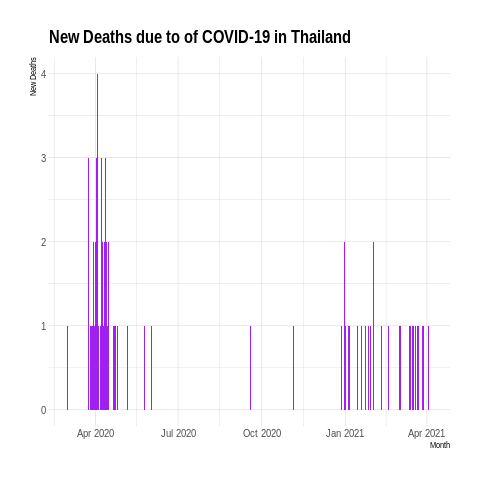 New Deaths due to of COVID-19 in Thailand
New Deaths
4
3
2
1
0
Apr 2020 Jul 2020 Oct 2020 Jan 2021 Apr 2021
Month